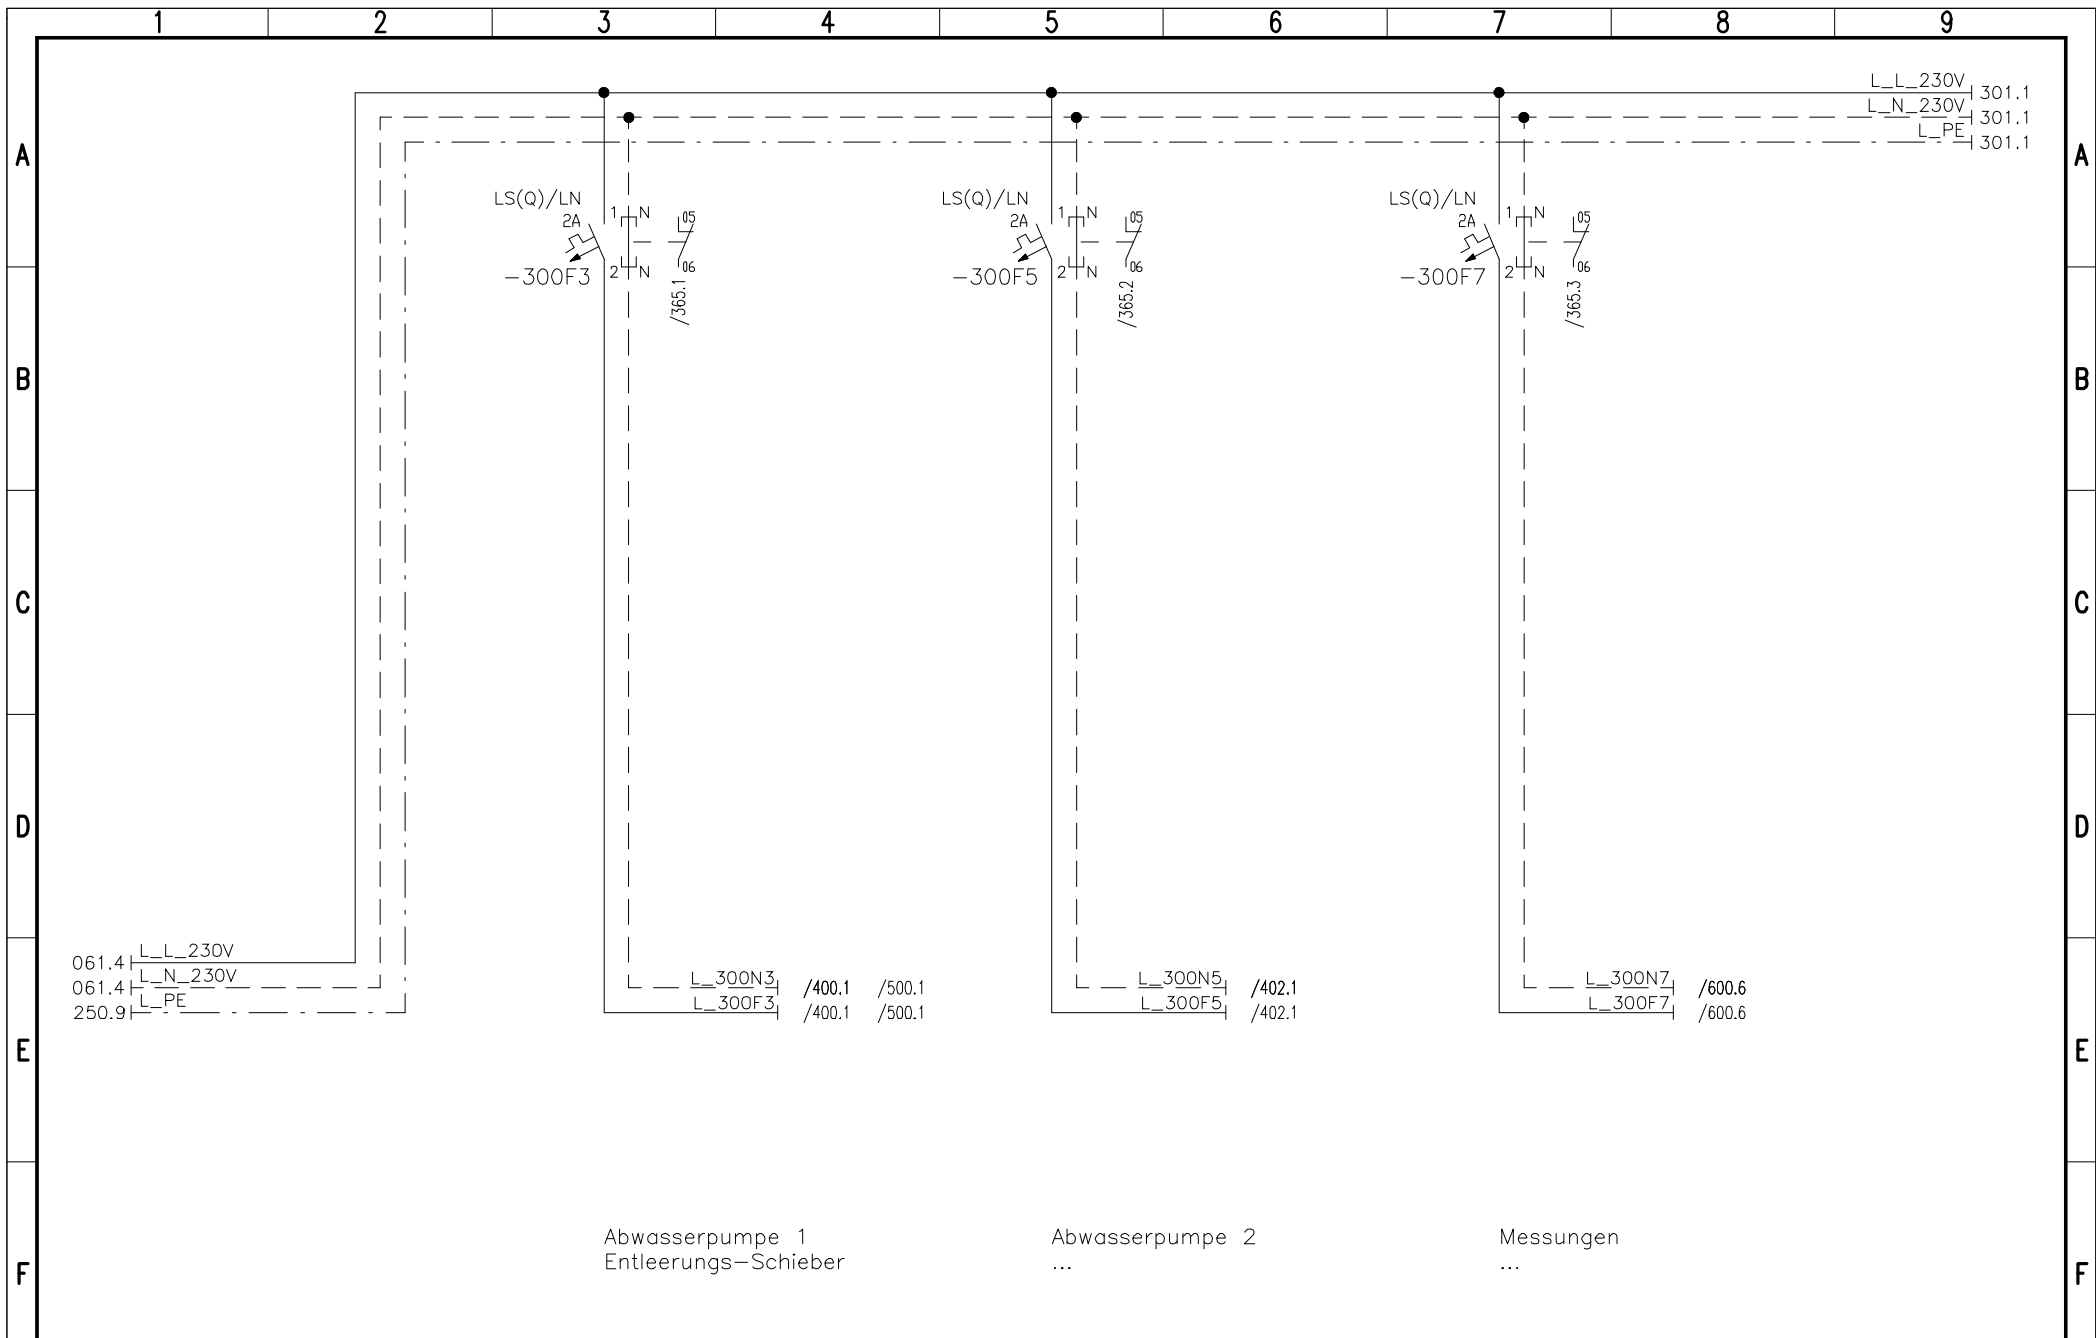 1 2 3 4 5 6 7 8 9
L_L_230V 301.1
L_N_230V 301.1
L_PE 301.1
A A
LS(Q)/LN LS(Q)/LN LS(Q)/LN
2A 1 N 05 2A 1 N 05 2A 1 N 05
-300F3 2 N 06 -300F5 2 N 06 -300F7 2 N 06
/365.1 /365.2 /365.3
B B
C C
D D
061.4 L_L_230V
061.4 L_N_230V L_300N3 /400.1 /500.1 L_300N5 /402.1 L_300N7 /600.6
250.9 L_PE L_300F3 /400.1 /500.1 L_300F5 /402.1 L_300F7 /600.6
E E
Abwasserpumpe 1 Abwasserpumpe 2 Messungen
Entleerungs-Schieber ... ...
F F